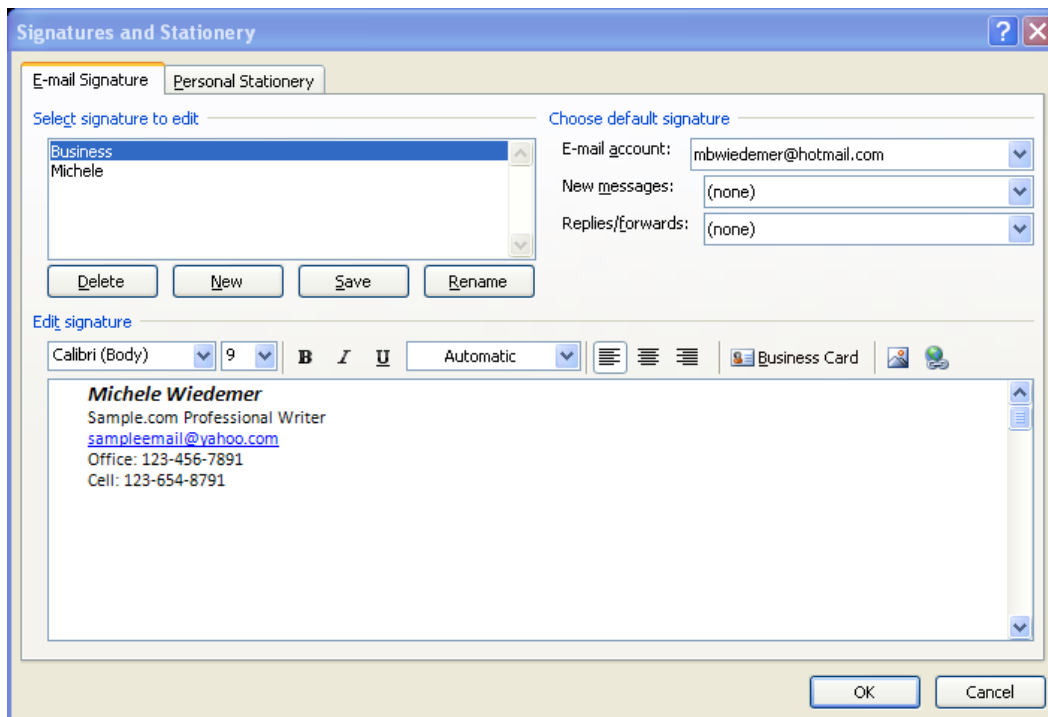 Signatures and Stationery
E-mail Signature
Personal Stationery
Select signature to edit
Business
Michele
Delete
New
Save
Rename
Choose default signature
E-mail account: mbwiedemer@hotmail.com
New messages: (none)
Replies/forwards: (none)
Edit signature
Calibri (Body) 9 B I U Automatic Business Card
Michele Wiedemer
Sample.com Professional Writer
sampleemail@yahoo.com
Office: 123-456-7891
Cell: 123-654-8791
OK
Cancel